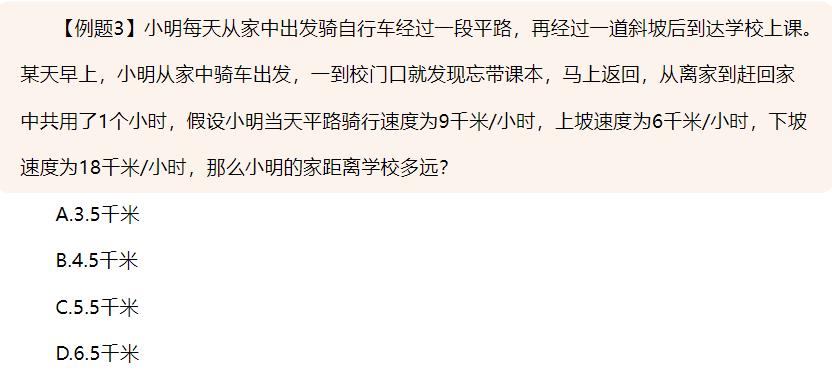 【例题3】小明每天从家中出发骑自行车经过一段平路，再经过一道斜坡后到达学校上课。
某天早上，小明从家中骑车出发，一到校门口就发现忘带课本，马上返回，从离家到赶回家
中共用了1个小时，假设小明当天平路骑行速度为9千米/小时，上坡速度为6千米/小时，下坡
速度为18千米/小时，那么小明的家距离学校多远？
A.3.5千米
B.4.5千米
C.5.5千米
D.6.5千米